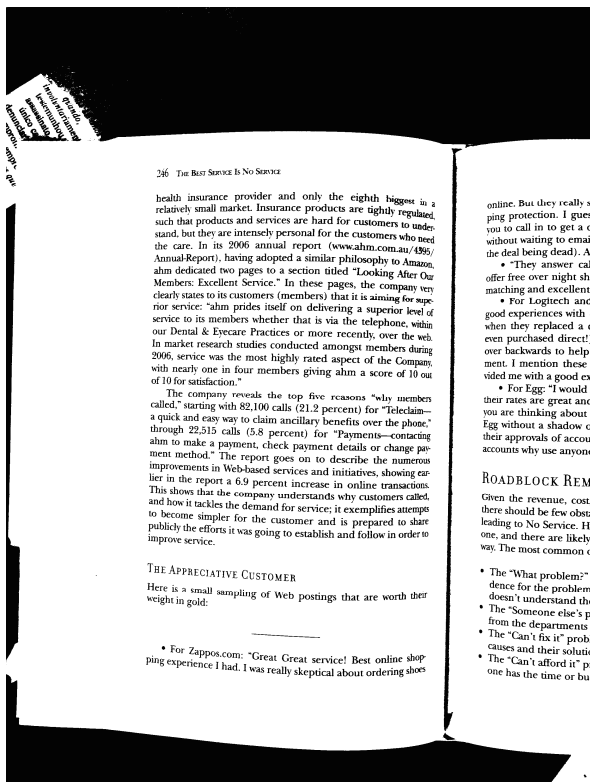 quando,
involuntariamen
testemunhou
assassinato
único
denunciar
246 THE BEST SERVICE IS NO SERVICE
health insurance provider and only the eighth biggest in a
relatively small market. Insurance products are tightly regulated,
such that products and services are hard for customers to under-
stand, but they are intensely personal for the customers who need
the care. In its 2006 annual report (www.ahm.com.au/4395/
Annual-Report), having adopted a similar philosophy to Amazon,
ahm dedicated two pages to a section titled “Looking After Our
Members: Excellent Service.” In these pages, the company very
clearly states to its customers (members) that it is aiming for supe-
rior service: “ahm prides itself on delivering a superior level of
service to its members whether that is via the telephone, within
our Dental & Eyecare Practices or more recently, over the web.
In market research studies conducted amongst members during
2006, service was the most highly rated aspect of the Company,
with nearly one in four members giving ahm a score of 10 out
of 10 for satisfaction.”
The company reveals the top five reasons “why members
called,” starting with 82,100 calls (21.2 percent) for “Teleclaim—
a quick and easy way to claim ancillary benefits over the phone,”
through 22,515 calls (5.8 percent) for “Payments—contacting
ahm to make a payment, check payment details or change pay-
ment method.” The report goes on to describe the numerous
improvements in Web-based services and initiatives, showing ear-
lier in the report a 6.9 percent increase in online transactions.
This shows that the company understands why customers called,
and how it tackles the demand for service; it exemplifies attempts
to become simpler for the customer and is prepared to share
publicly the efforts it was going to establish and follow in order to
improve service.
THE APPRECIATIVE CUSTOMER
Here is a small sampling of Web postings that are worth their
weight in gold:
• For Zappos.com: “Great Great service! Best online shop-
ping experience I had. I was really skeptical about ordering shoes
online. But they really s
ping protection. I gues
you to call in to get a c
without waiting to emai
the deal being dead). A
• “They answer cal
offer free over night sh
matching and excellent
• For Logitech and
good experiences with
when they replaced a
even purchased direct!
over backwards to help
ment. I mention these
vided me with a good ex
• For Egg: “I would
their rates are great and
you are thinking about
Egg without a shadow o
their approvals of accou
accounts why use anyone
ROADBLOCK REM
Given the revenue, cost
there should be few obsta
leading to No Service. H
one, and there are likely
way. The most common o
• The “What problem?”
dence for the problem
doesn’t understand the
• The “Someone else’s p
from the departments
• The “Can’t fix it” prob
causes and their solutio
• The “Can’t afford it” p
one has the time or bu